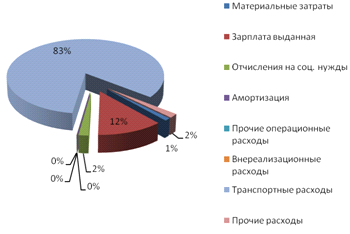 83%
12%
2%
1%
2%
0%
0%
0%
Материальные затраты
Зарплата выданная
Отчисления на соц. нужды
Амортизация
Прочие операционные
расходы
Внереализационные
расходы
Транспортные расходы
Прочие расходы